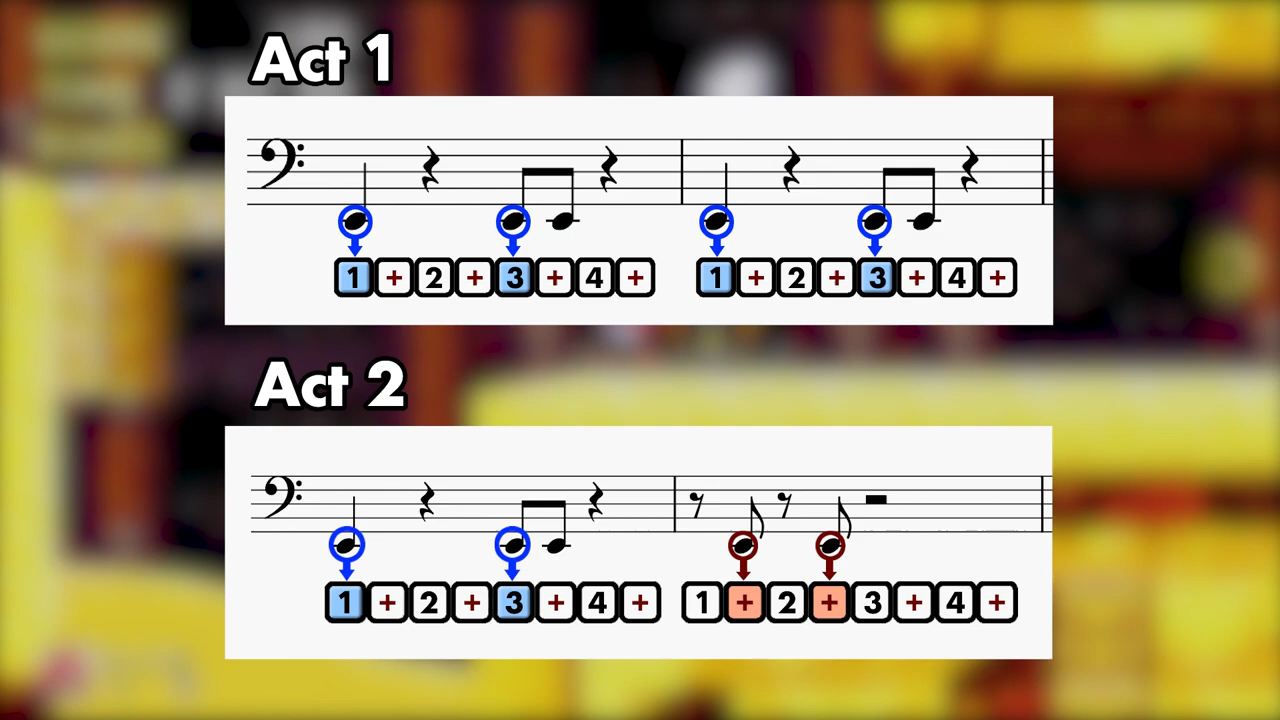 Act 1
1 + 2 + 3 + 4 + 1 + 2 + 3 + 4 +
Act 2
1 + 2 + 3 + 4 + 1 + 2 + 3 + 4 +